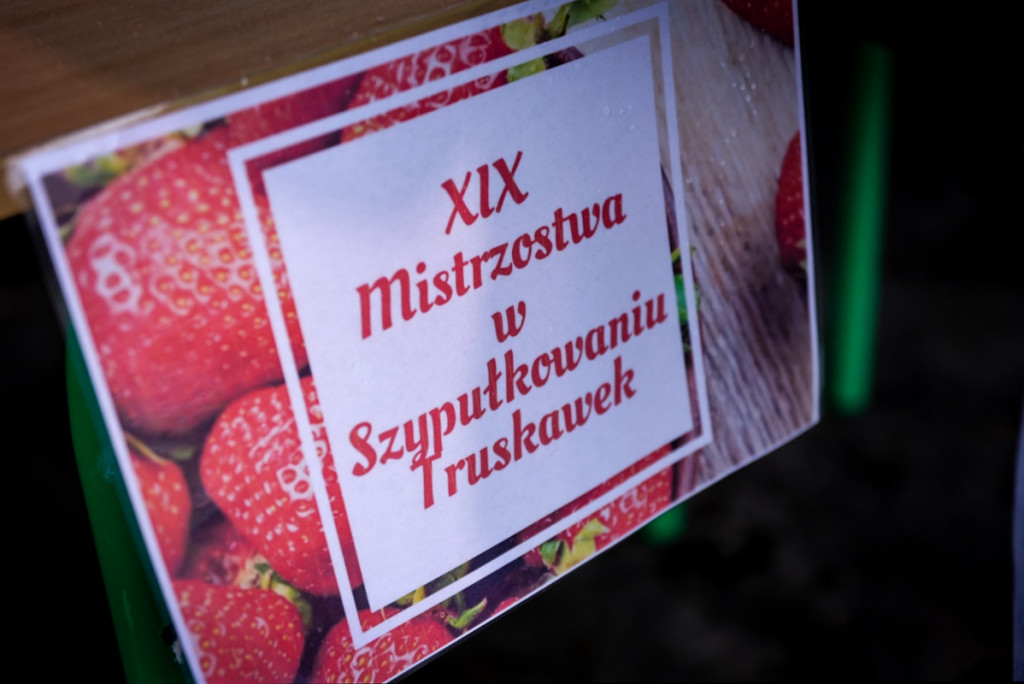 XIX
Mistrzostwa
w
Szypułkowaniu
Truskawek